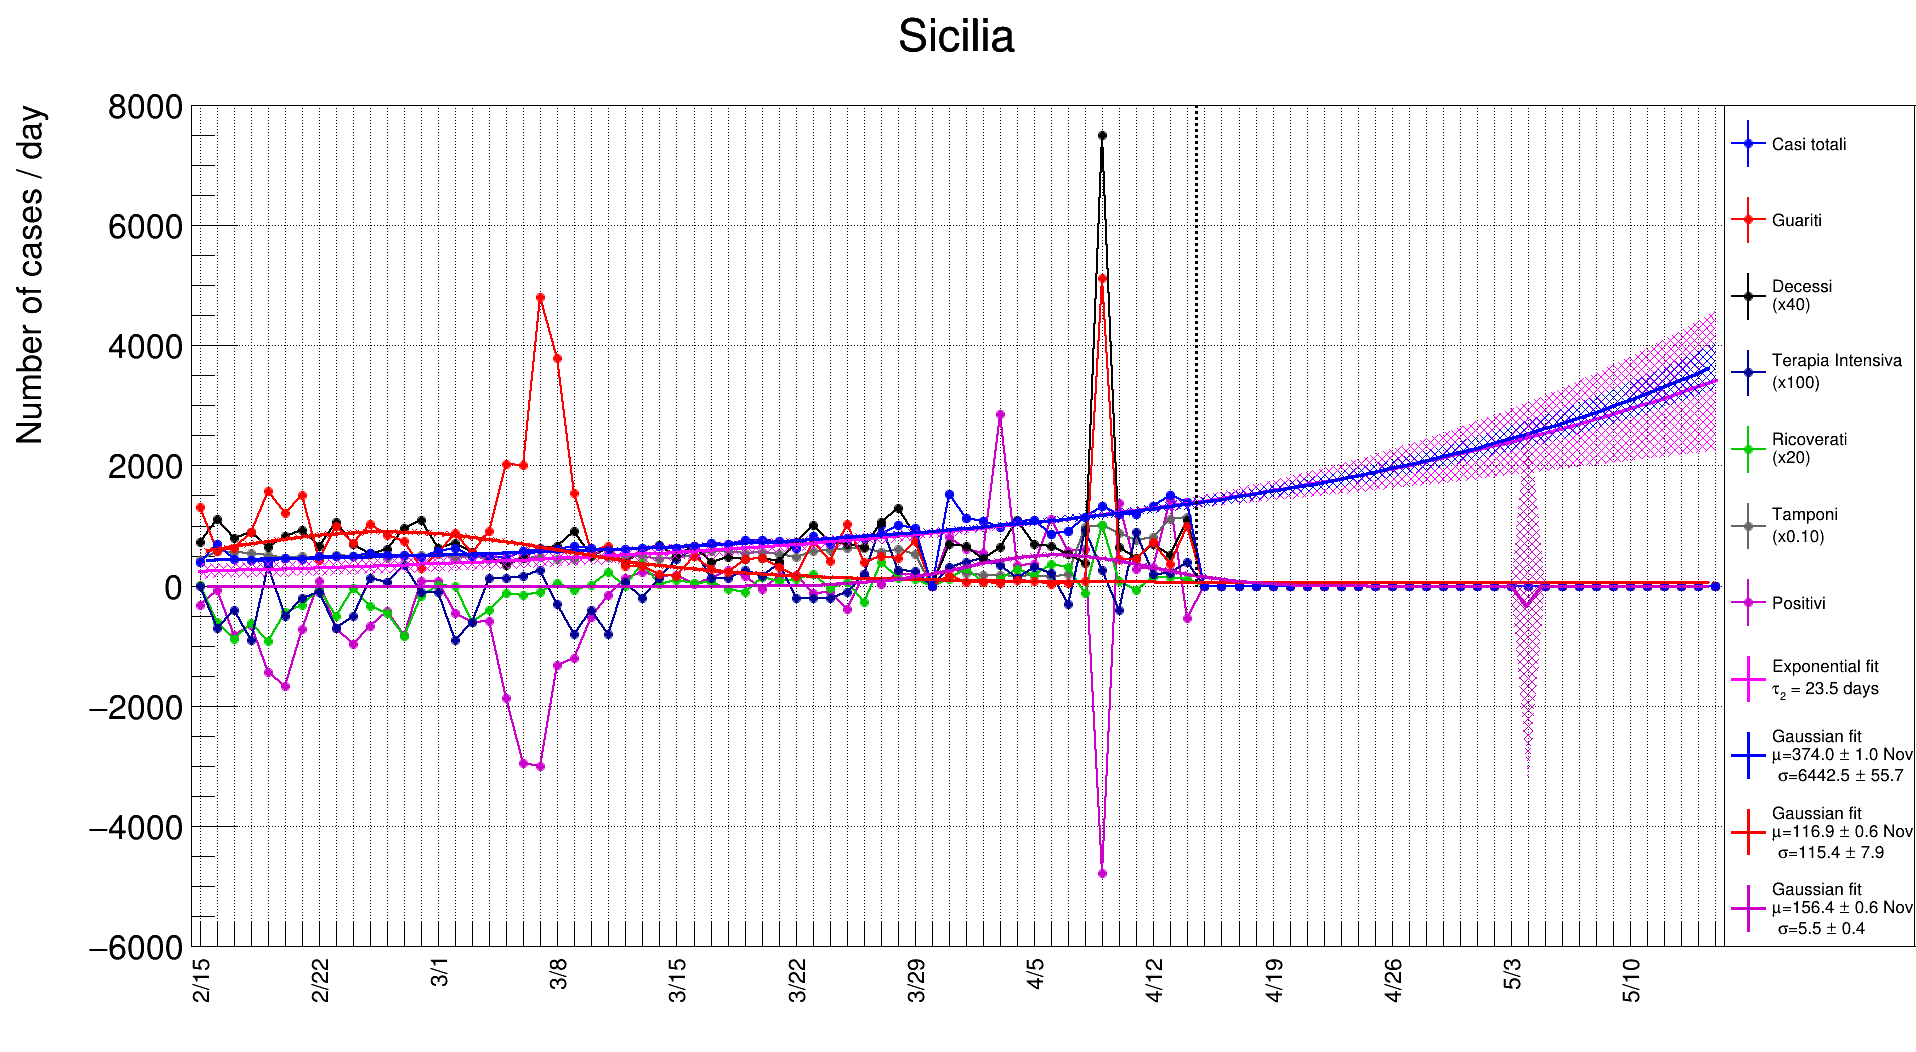 Sicilia
Number of cases / day
8000
6000
4000
2000
0
−2000
−4000
−6000
2/15
2/22
3/1
3/8
3/15
3/22
3/29
4/5
4/12
4/19
4/26
5/3
5/10
Casi totali
Guariti
Decessi
(x40)
Terapia Intensiva
(x100)
Ricoverati
(x20)
Tamponi
(x0.10)
Positivi
Exponential fit
τ2 = 23.5 days
Gaussian fit
μ=374.0 ± 1.0 Nov
σ=6442.5 ± 55.7
Gaussian fit
μ=116.9 ± 0.6 Nov
σ=115.4 ± 7.9
Gaussian fit
μ=156.4 ± 0.6 Nov
σ=5.5 ± 0.4